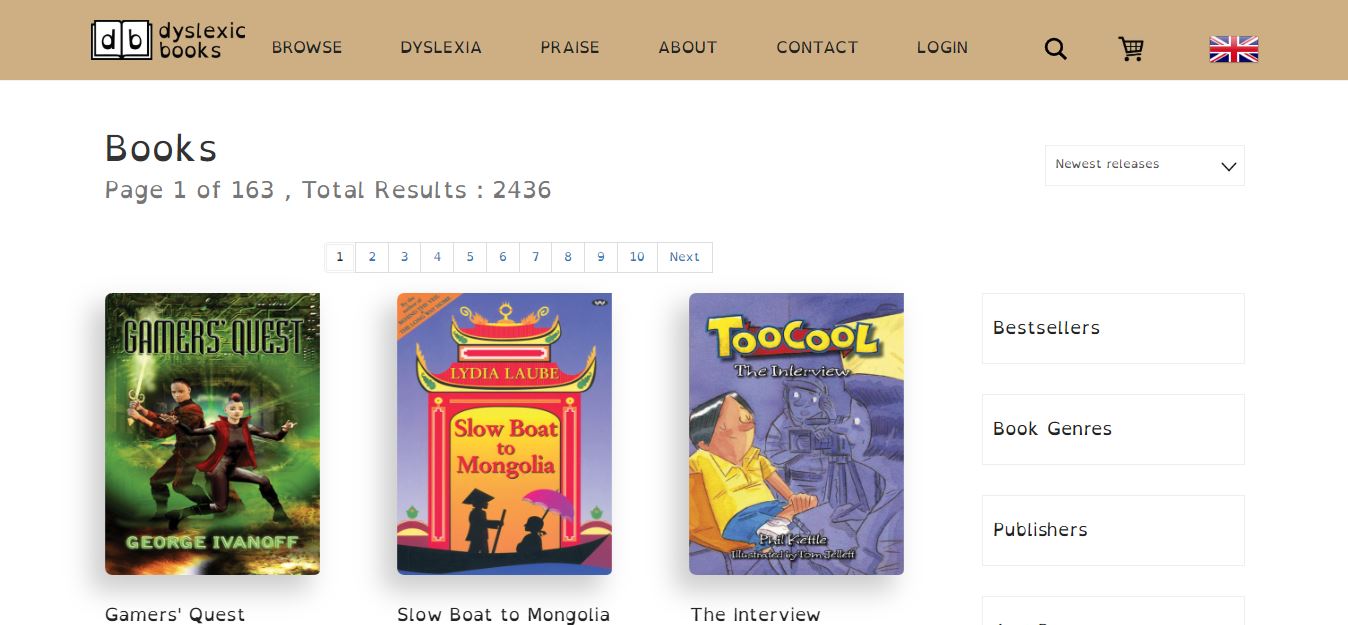 d b dyslexic
books
BROWSE DYSLEXIA PRAISE ABOUT CONTACT LOGIN
Books
Page 1 of 163 , Total Results : 2436
Newest releases
1 2 3 4 5 6 7 8 9 10 Next
GAMERS' QUEST
GEORGE IVANOFF
LYDIA LAUBE
Slow Boat
to
Mongolia
TOOCOOL
The Interview
Phil Kettle
Illustrated by Tom Jellett
Bestsellers
Book Genres
Publishers
Gamers' Quest
Slow Boat to Mongolia
The Interview